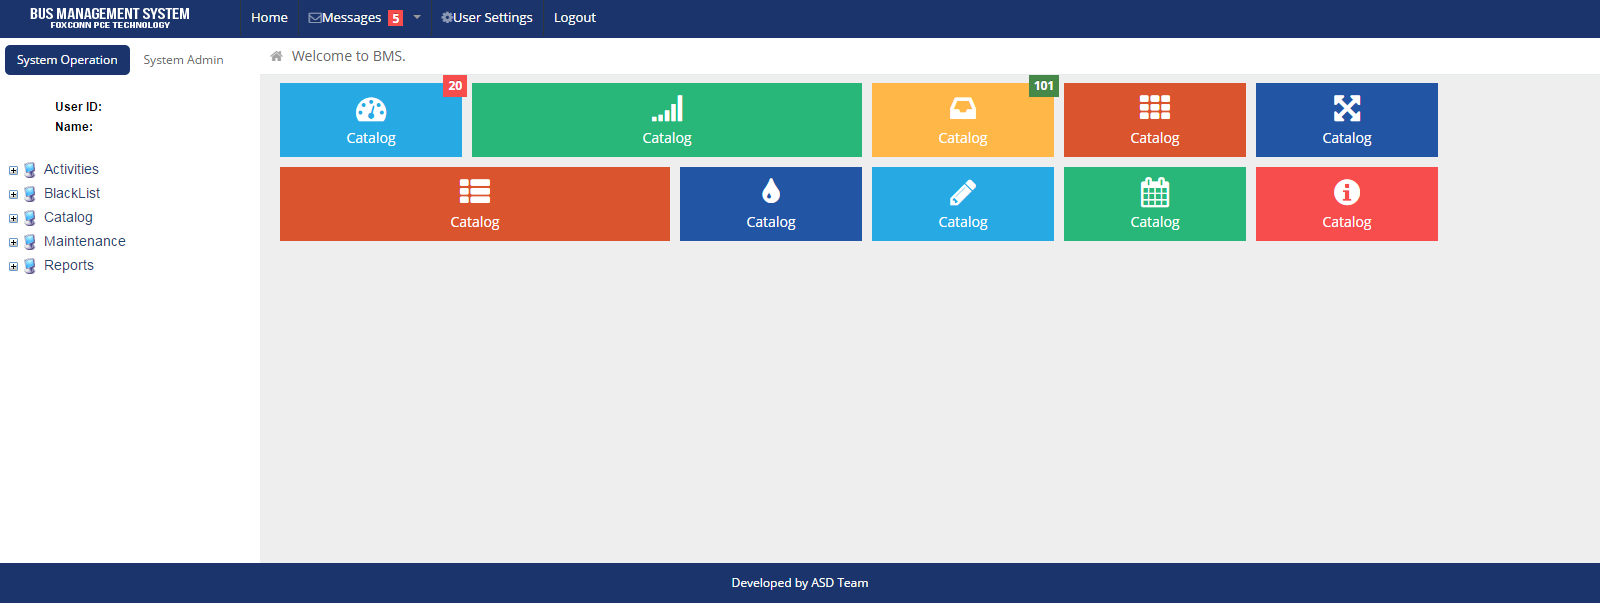 BUS MANAGEMENT SYSTEM
FOXCONN PCE TECHNOLOGY
Home
Messages 5
User Settings
Logout
System Operation
System Admin
User ID:
Name:
Activities
BlackList
Catalog
Maintenance
Reports
Welcome to BMS.
20
Catalog
Catalog
101
Catalog
Catalog
Catalog
Catalog
Catalog
Catalog
Catalog
Catalog
Developed by ASD Team